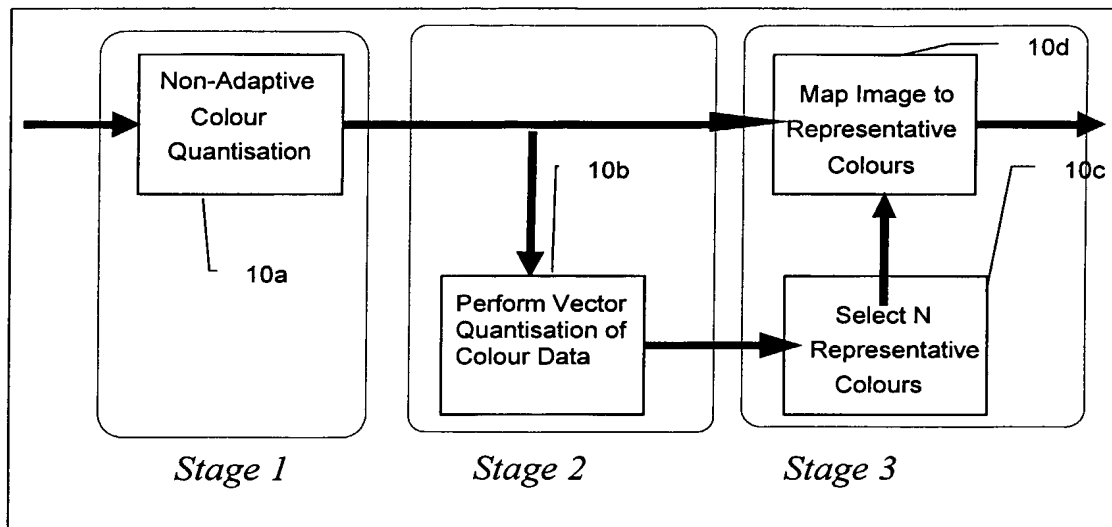 Non-Adaptive
Colour
Quantisation
10a
Stage 1
10b
Perform Vector
Quantisation of
Colour Data
Stage 2
10d
Map Image to
Representative
Colours
10c
Select N
Representative
Colours
Stage 3